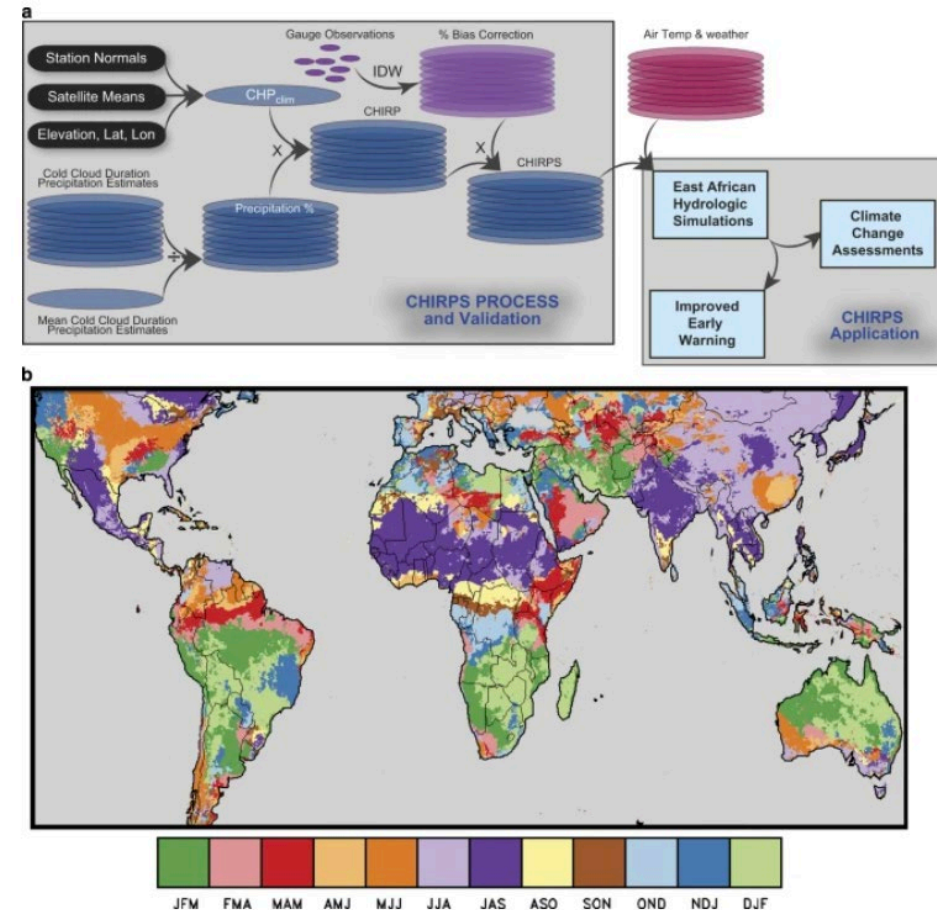 a
Station Normals
Satellite Means
Elevation, Lat, Lon
Cold Cloud Duration
Precipitation Estimates
÷
Mean Cold Cloud Duration
Precipitation Estimates
Gauge Observations
IDW
CHPclim
X
Precipitation %
CHIRP
% Bias Correction
X
CHIRPS
CHIRPS PROCESS
and Validation
Air Temp & weather
East African
Hydrologic
Simulations
Climate
Change
Assessments
Improved
Early
Warning
CHIRPS
Application
b
JFM FMA MAM AMJ MJJ JJA JAS ASO SON OND NDJ DJF